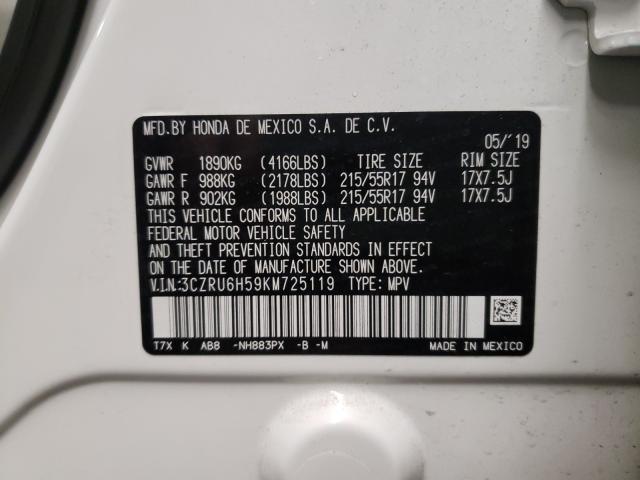 MFD.BY HONDA DE MEXICO S.A. DE C.V.
05/'19
GVWR 1890KG (4166LBS) TIRE SIZE RIM SIZE
GAWR F 988KG (2178LBS) 215/55R17 94V 17X7.5J
GAWR R 902KG (1988LBS) 215/55R17 94V 17X7.5J
THIS VEHICLE CONFORMS TO ALL APPLICABLE
FEDERAL MOTOR VEHICLE SAFETY
AND THEFT PREVENTION STANDARDS IN EFFECT
ON THE DATE OF MANUFACTURE SHOWN ABOVE.
V.I.N.:3CZRU6H59KM725119 TYPE: MPV
T7X K AB8 -NH883PX -B -M MADE IN MEXICO